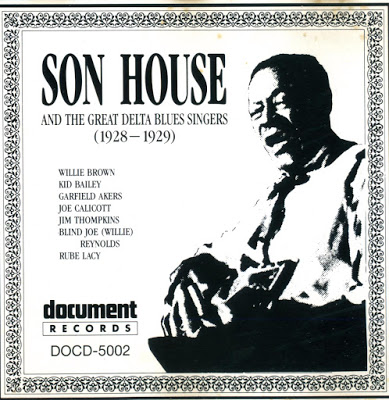 SON HOUSE
AND THE GREAT DELTA BLUES SINGERS
(1928—1929)
WILLIE BROWN
KID BAILEY
GARFIELD AKERS
JOE CALICOTT
JIM THOMPKINS
BLIND JOE (WILLIE)
REYNOLDS
RUBE LACY
document
RECORDS
DOCD-5002